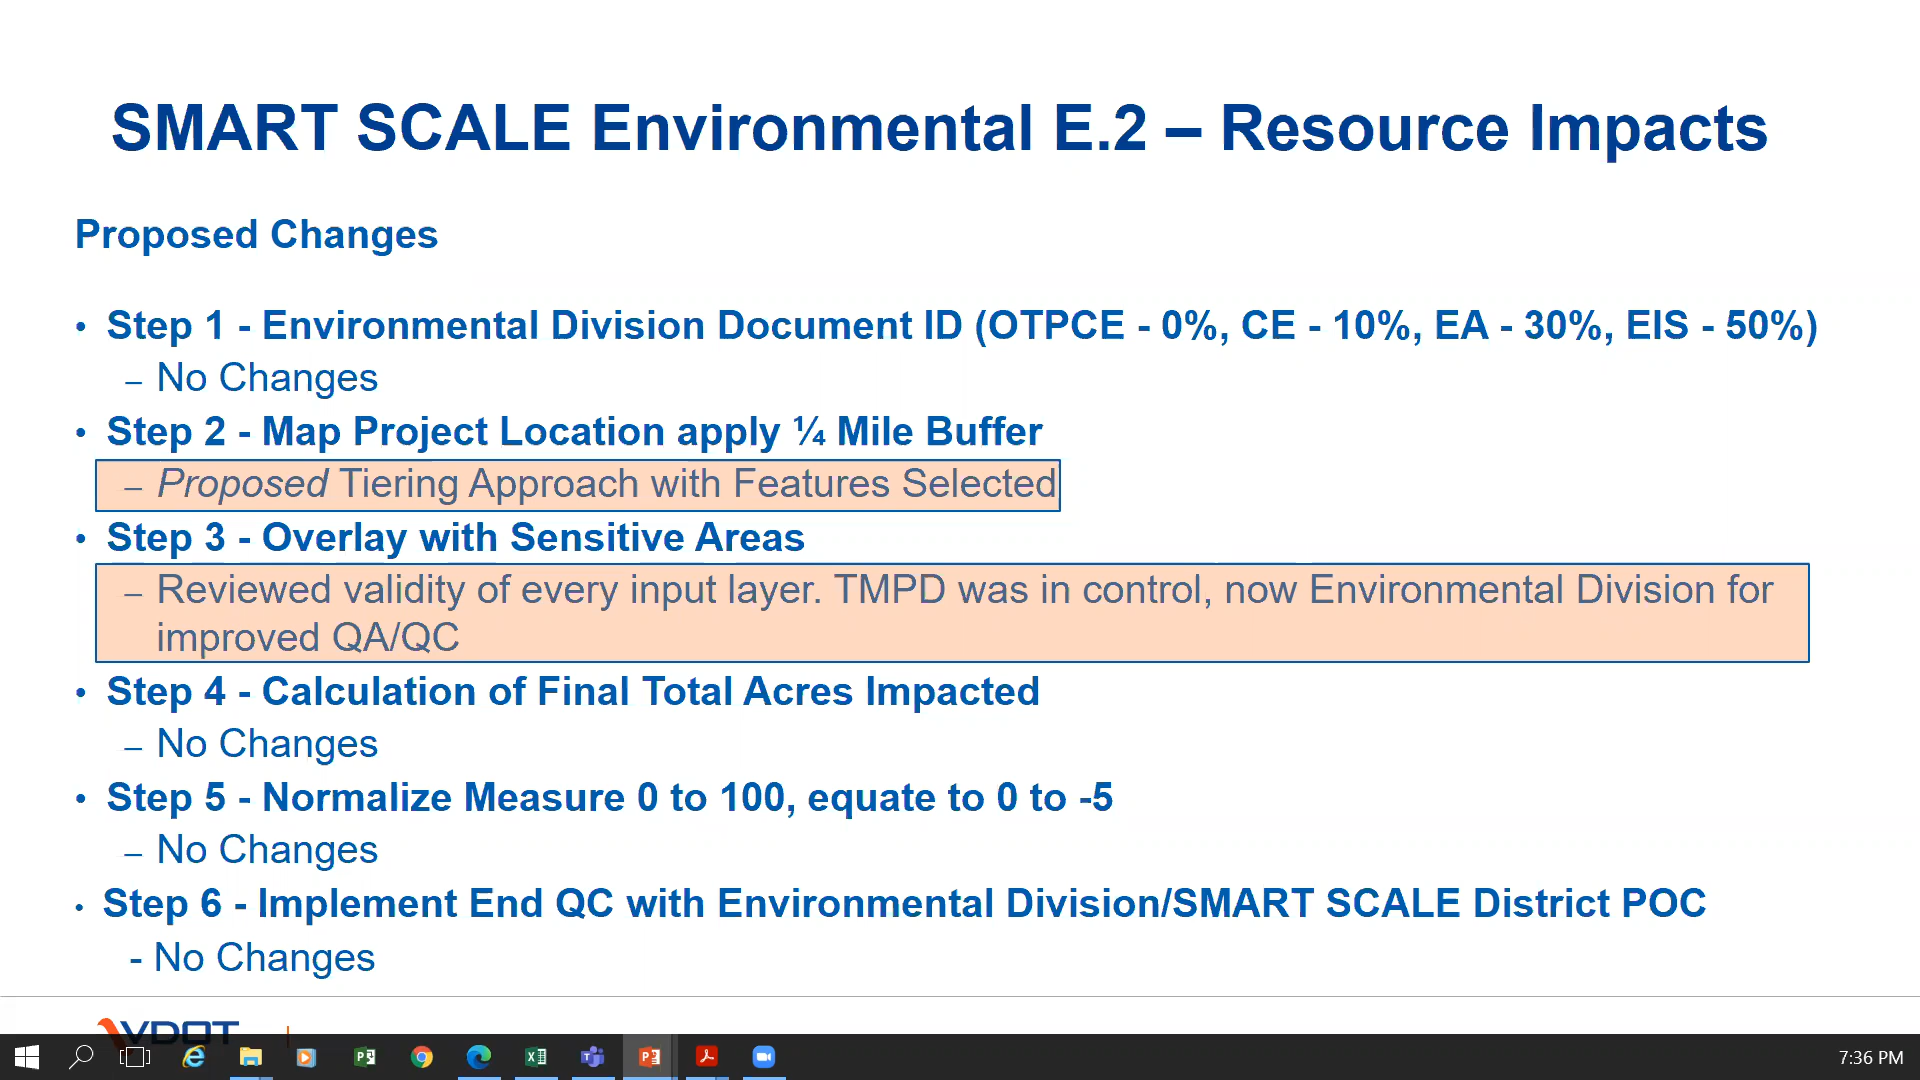 SMART SCALE Environmental E.2 – Resource Impacts
Proposed Changes
• Step 1 - Environmental Division Document ID (OTPCE - 0%, CE - 10%, EA - 30%, EIS - 50%)
– No Changes
• Step 2 - Map Project Location apply ¼ Mile Buffer
– Proposed Tiering Approach with Features Selected
• Step 3 - Overlay with Sensitive Areas
– Reviewed validity of every input layer. TMPD was in control, now Environmental Division for
improved QA/QC
• Step 4 - Calculation of Final Total Acres Impacted
– No Changes
• Step 5 - Normalize Measure 0 to 100, equate to 0 to -5
– No Changes
• Step 6 - Implement End QC with Environmental Division/SMART SCALE District POC
- No Changes
VDOT
7:36 PM